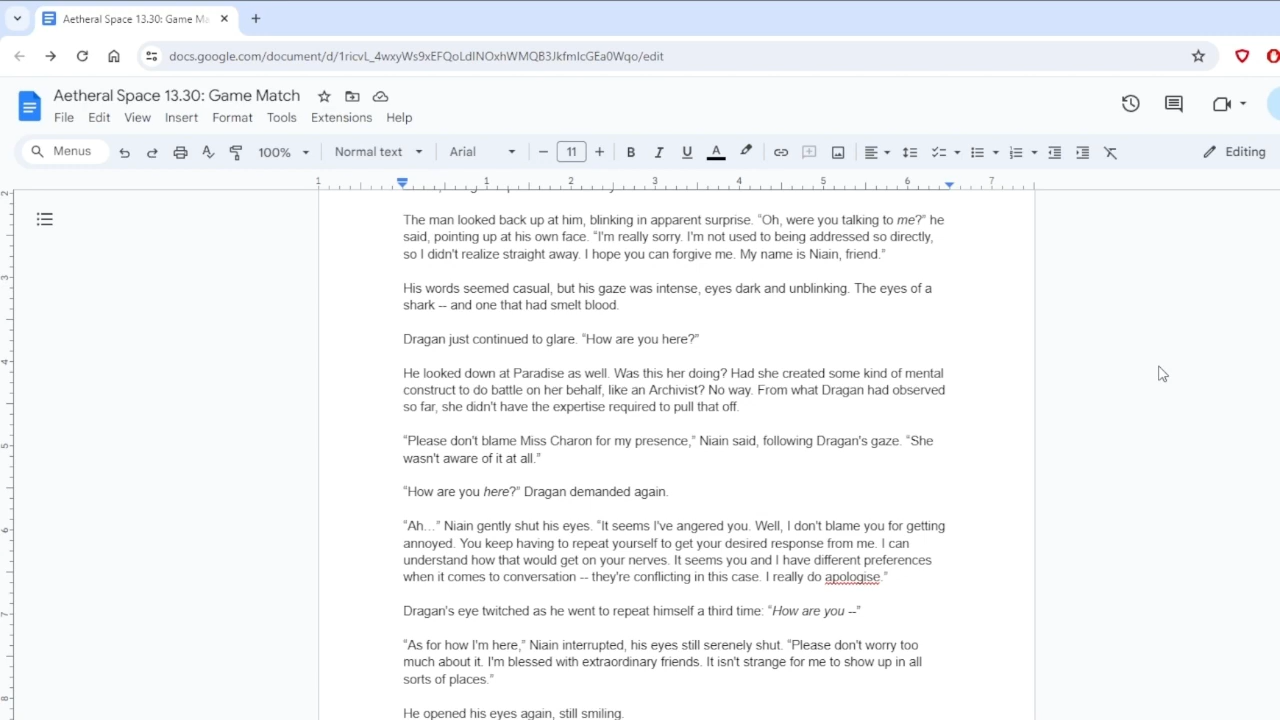 Aetheral Space 13.30: Game Ma
docs.google.com/document/d/1ricvL_4wxyWs9xEFQoLdINOxhWMQB3JkfmIcGEa0Wqo/edit
Aetheral Space 13.30: Game Match
File Edit View Insert Format Tools Extensions Help
Menus 100% Normal text Arial 11 B I U A Editing
1 1 2 3 4 5 6 7
The man looked back up at him, blinking in apparent surprise. “Oh, were you talking to me?” he
said, pointing up at his own face. “I'm really sorry. I'm not used to being addressed so directly,
so I didn't realize straight away. I hope you can forgive me. My name is Niain, friend.”
His words seemed casual, but his gaze was intense, eyes dark and unblinking. The eyes of a
shark -- and one that had smelt blood.
Dragan just continued to glare. “How are you here?”
He looked down at Paradise as well. Was this her doing? Had she created some kind of mental
construct to do battle on her behalf, like an Archivist? No way. From what Dragan had observed
so far, she didn't have the expertise required to pull that off.
“Please don't blame Miss Charon for my presence,” Niain said, following Dragan's gaze. “She
wasn't aware of it at all.”
“How are you here?” Dragan demanded again.
“Ah…” Niain gently shut his eyes. “It seems I've angered you. Well, I don't blame you for getting
annoyed. You keep having to repeat yourself to get your desired response from me. I can
understand how that would get on your nerves. It seems you and I have different preferences
when it comes to conversation -- they're conflicting in this case. I really do apologise.”
Dragan's eye twitched as he went to repeat himself a third time: “How are you --”
“As for how I'm here,” Niain interrupted, his eyes still serenely shut. “Please don't worry too
much about it. I'm blessed with extraordinary friends. It isn't strange for me to show up in all
sorts of places.”
He opened his eyes again, still smiling.
2
3
4
5
6
7
8